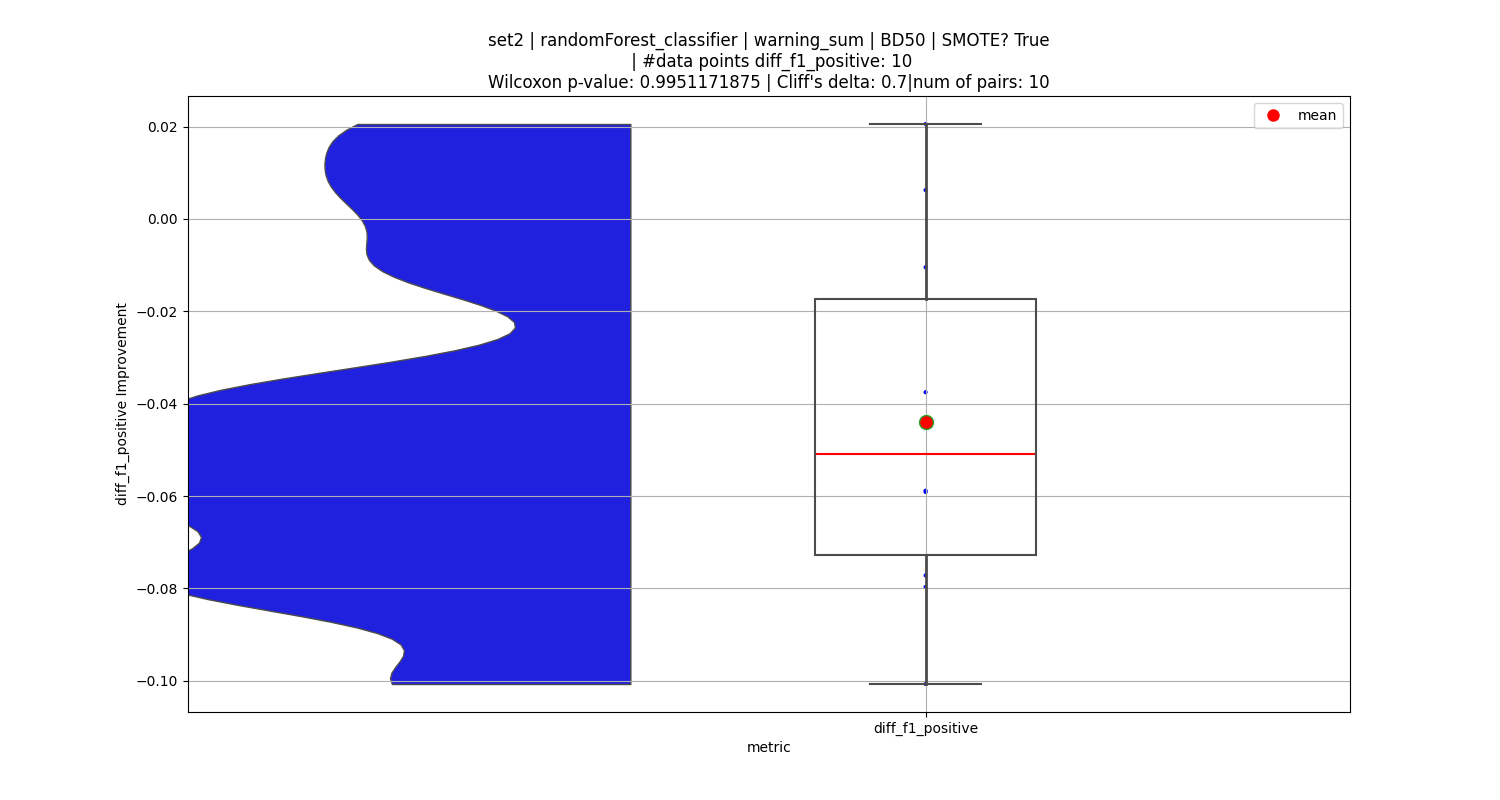 set2 | randomForest_classifier | warning_sum | BD50 | SMOTE? True
| #data points diff_f1_positive: 10
Wilcoxon p-value: 0.9951171875 | Cliff's delta: 0.7|num of pairs: 10
mean
diff_f1_positive Improvement
0.02
0.00
−0.02
−0.04
−0.06
−0.08
−0.10
diff_f1_positive
metric